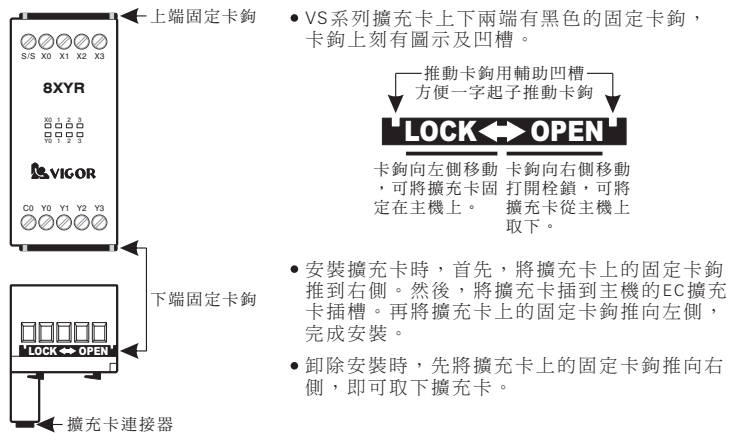 上端固定卡鉤
S/S X0 X1 X2 X3
8XYR
X0 1 2 3
Y0 1 2 3
VIGOR
C0 Y0 Y1 Y2 Y3
下端固定卡鉤
LOCK OPEN
擴充卡連接器
• VS系列擴充卡上下兩端有黑色的固定卡鉤，
卡鉤上刻有圖示及凹槽。
推動卡鉤用輔助凹槽
方便一字起子推動卡鉤
LOCK OPEN
卡鉤向左側移動
，可將擴充卡固
定在主機上。
卡鉤向右側移動
打開栓鎖，可將
擴充卡從主機上
取下。
• 安裝擴充卡時，首先，將擴充卡上的固定卡鉤
推到右側。然後，將擴充卡插到主機的EC擴充
卡插槽。再將擴充卡上的固定卡鉤推向左側，
完成安裝。
• 卸除安裝時，先將擴充卡上的固定卡鉤推向右
側，即可取下擴充卡。